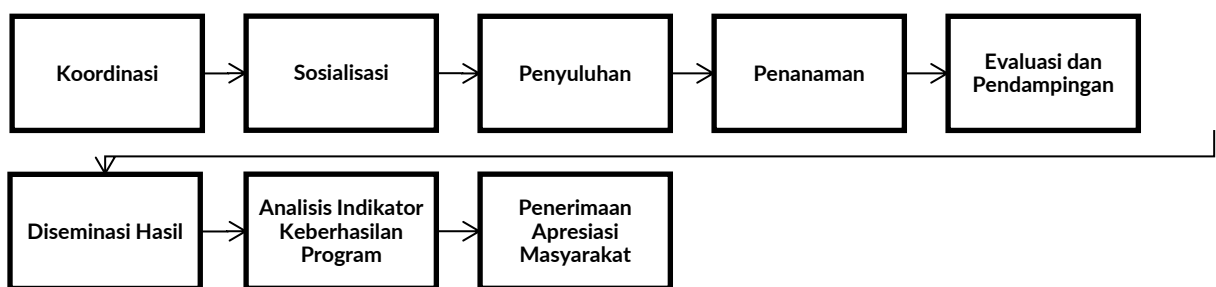 Koordinasi
Sosialisasi
Penyuluhan
Penanaman
Evaluasi dan
Pendampingan
Diseminasi Hasil
Analisis Indikator
Keberhasilan
Program
Penerimaan
Apresiasi
Masyarakat